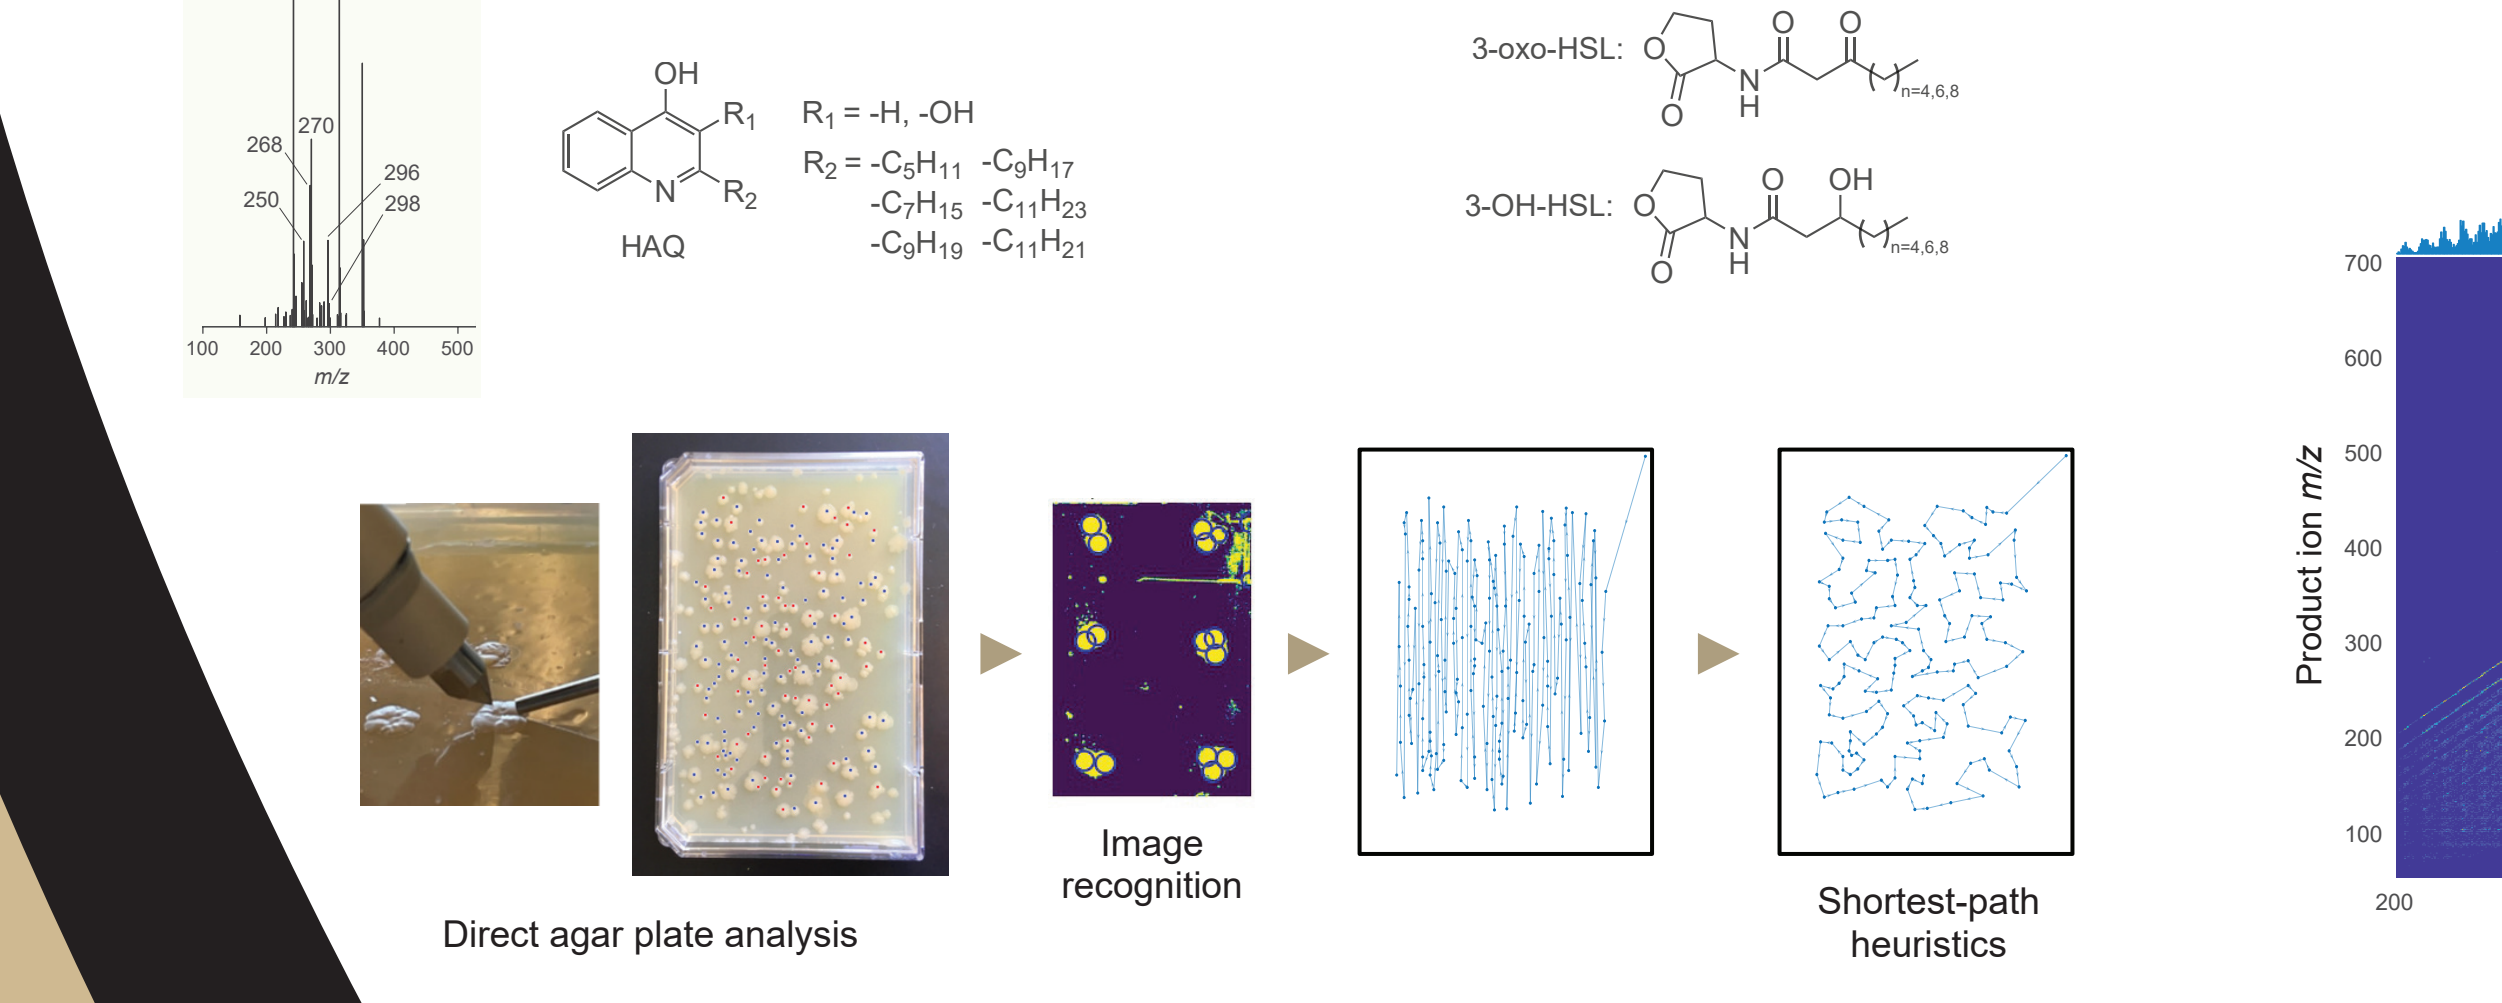 270
268
250
296
298
100 200 300 400 500
m/z
OH
R1
N
R2
HAQ
R1 = -H, -OH
R2 = -C5H11 -C9H17
-C7H15 -C11H23
-C9H19 -C11H21
3-oxo-HSL:
O
O
O
O
N
H
n=4,6,8
3-OH-HSL:
O
O
O
OH
N
H
n=4,6,8
Direct agar plate analysis
Image
recognition
Shortest-path
heuristics
Product ion m/z
700
600
500
400
300
200
100
200